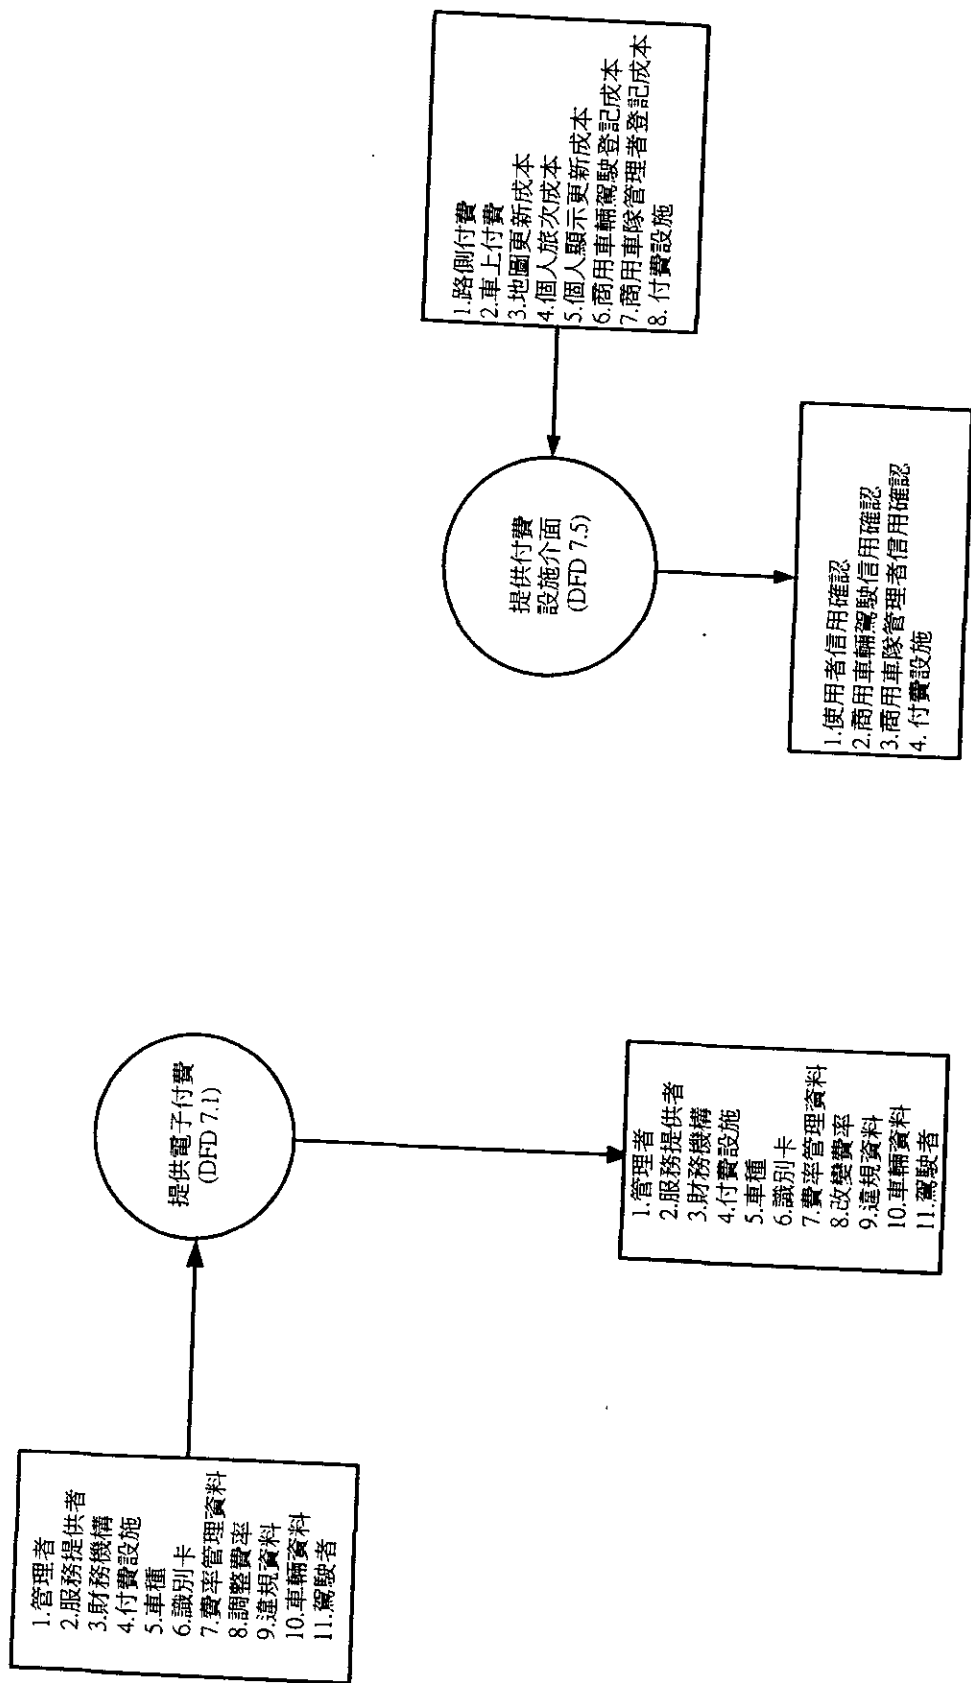 1.管理者
2.服務提供者
3.財務機構
4.付費設施
5.車種
6.識別卡
7.費率管理資料
8.調整費率
9.違規資料
10.車輛資料
11.駕駛者
提供電子付費
(DFD 7.1)
1.管理者
2.服務提供者
3.財務機構
4.付費設施
5.車種
6.識別卡
7.費率管理資料
8.改變費率
9.違規資料
10.車輛資料
11.駕駛者
1.路側付費
2.車上付費
3.地圖更新成本
4.個人旅次成本
5.個人顯示更新成本
6.商用車輛駕駛登記成本
7.商用車隊管理者登記成本
8. 付費設施
提供付費
設施介面
(DFD 7.5)
1.使用者信用確認
2.商用車輛駕駛信用確認
3.商用車隊管理者信用確認
4. 付費設施